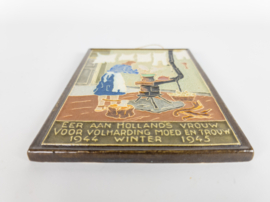 EER AAN HOLLANDS VROUW
VOOR VOLHARDING MOED EN TROUW
1944 WINTER 1945